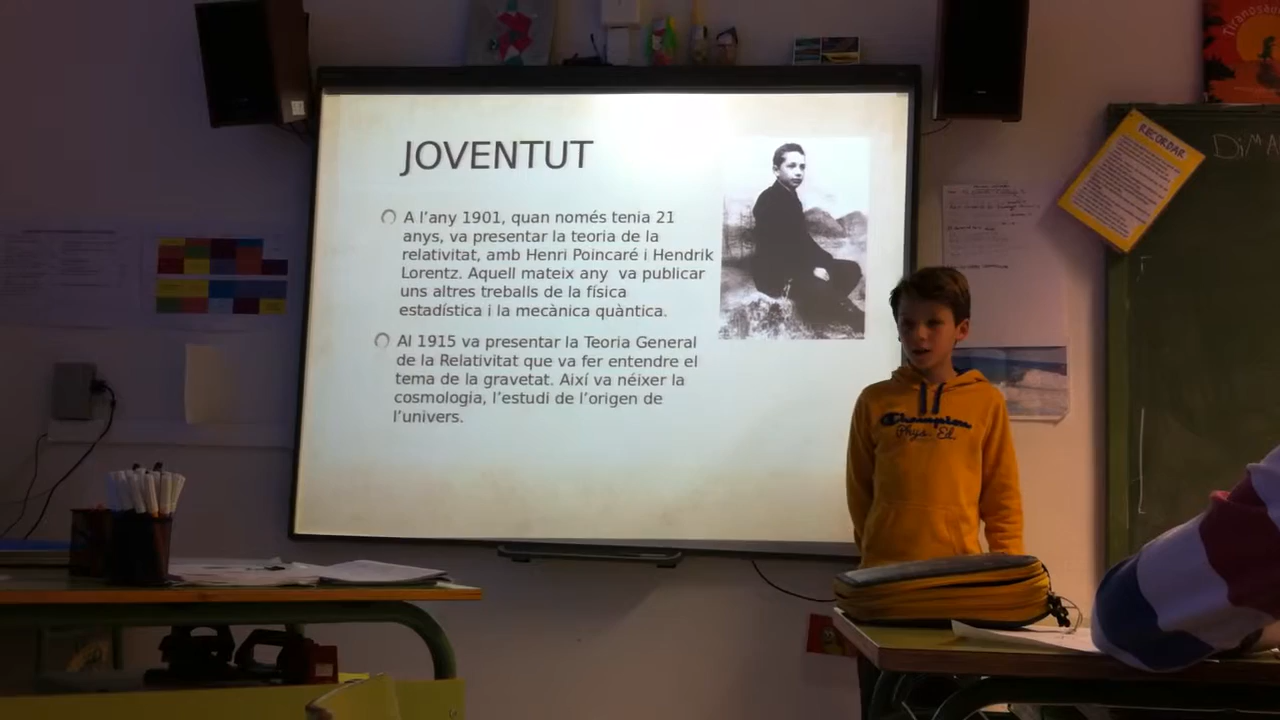 JOVENTUT
A l'any 1901, quan només tenia 21
anys, va presentar la teoria de la
relativitat, amb Henri Poincaré i Hendrik
Lorentz. Aquell mateix any va publicar
uns altres treballs de la física
estadística i la mecànica quàntica.
Al 1915 va presentar la Teoria General
de la Relativitat que va fer entendre el
tema de la gravetat. Així va néixer la
cosmologia, l'estudi de l'origen de
l'univers.
RECORDAR
DiMA
Champion
Phys. Ed.